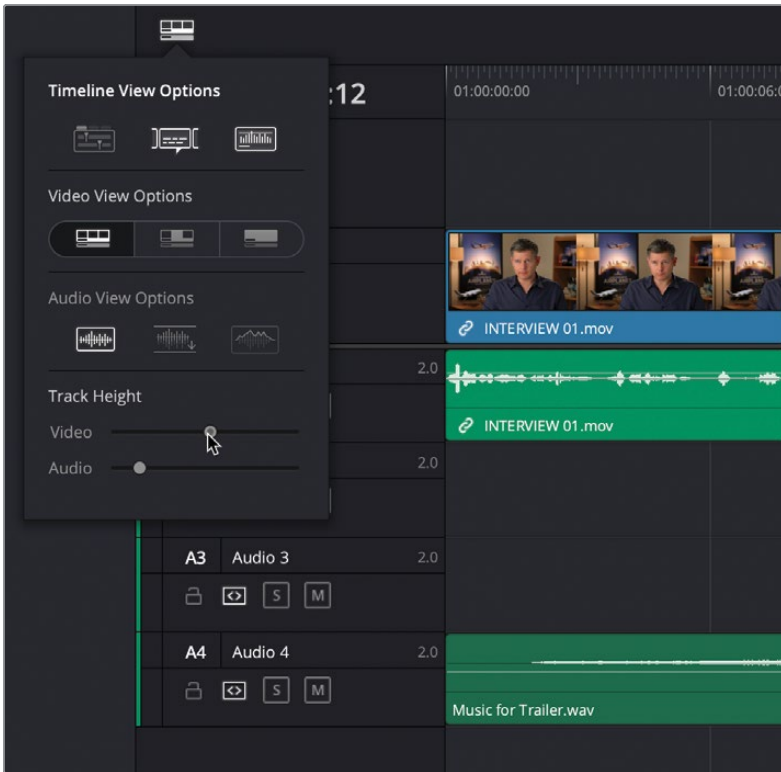 Timeline View Options
:12
01:00:00:00
01:00:06:0
Video View Options
INTERVIEW 01.mov
Audio View Options
2.0
Track Height
Video
INTERVIEW 01.mov
Audio
2.0
A3 Audio 3 2.0
S M
A4 Audio 4 2.0
S M
Music for Trailer.wav